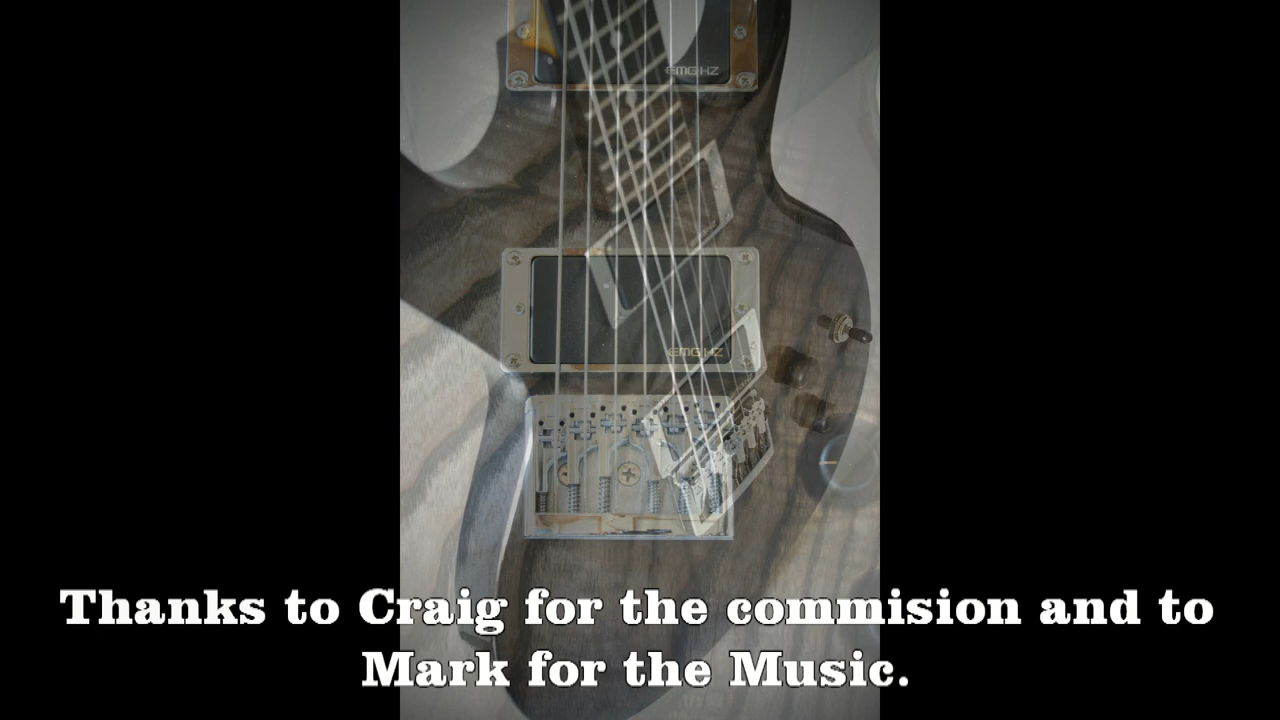 EMG HZ
EMG HZ
Thanks to Craig for the commision and to
Mark for the Music.